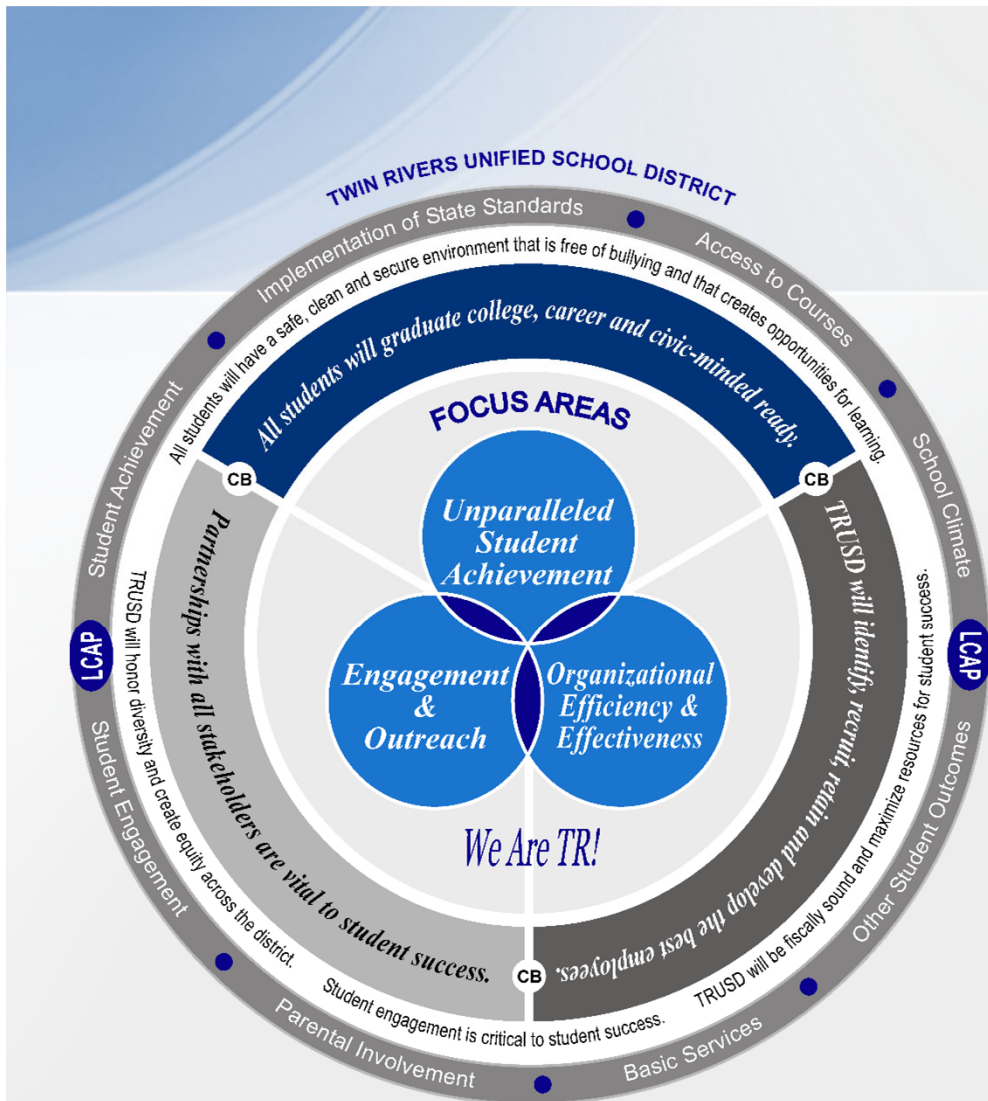 TWIN RIVERS UNIFIED SCHOOL DISTRICT
Implementation of State Standards
Access to Courses
School Climate
LCAP
Other Student Outcomes
Basic Services
Parental Involvement
Student Engagement
LCAP
Student Achievement
All students will have a safe, clean and secure environment that is free of bullying and that creates opportunities for learning.
TRUSD will be fiscally sound and maximize resources for student success.
Student engagement is critical to student success.
TRUSD will honor diversity and create equity across the district.
All students will graduate college, career and civic-minded ready.
CB
TRUSD will identify, recruit, retain and develop the best employees.
CB
Partnerships with all stakeholders are vital to student success.
CB
FOCUS AREAS
Unparalleled
Student
Achievement
Engagement
&
Outreach
Organizational
Efficiency &
Effectiveness
We Are TR!